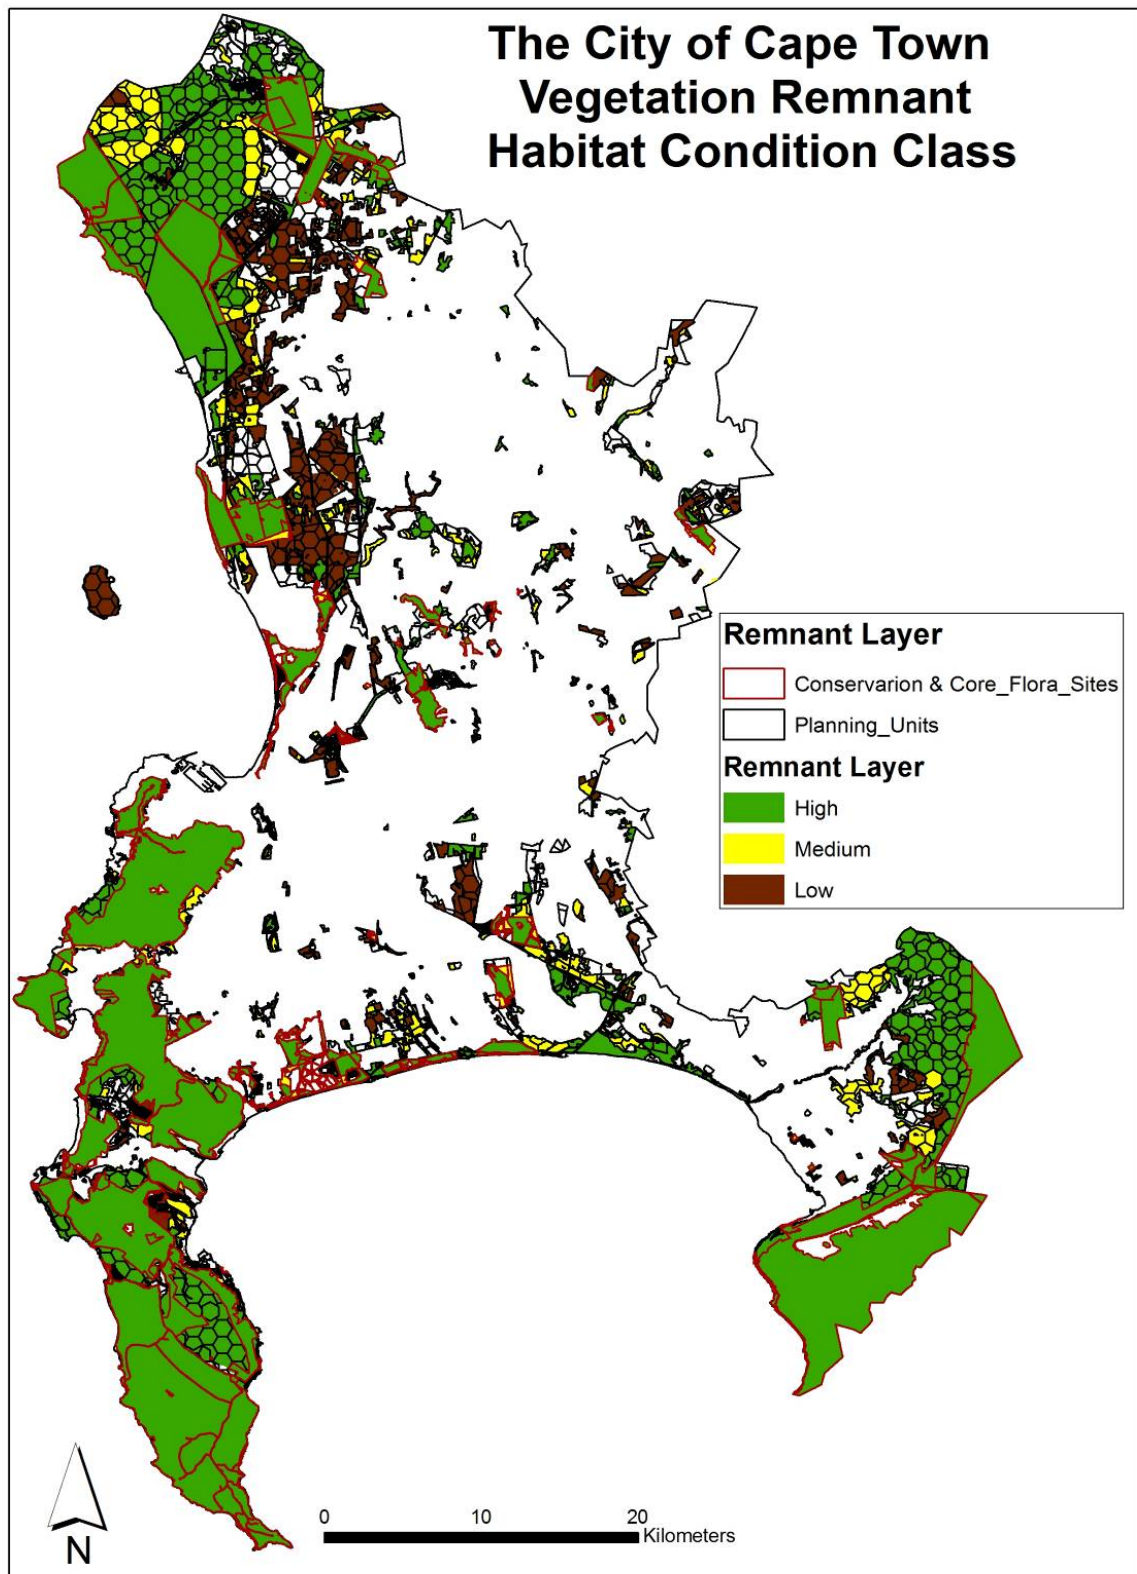 The City of Cape Town
Vegetation Remnant
Habitat Condition Class
Remnant Layer
Conservarion & Core_Flora_Sites
Planning_Units
Remnant Layer
High
Medium
Low
0 10 20
Kilometers
N